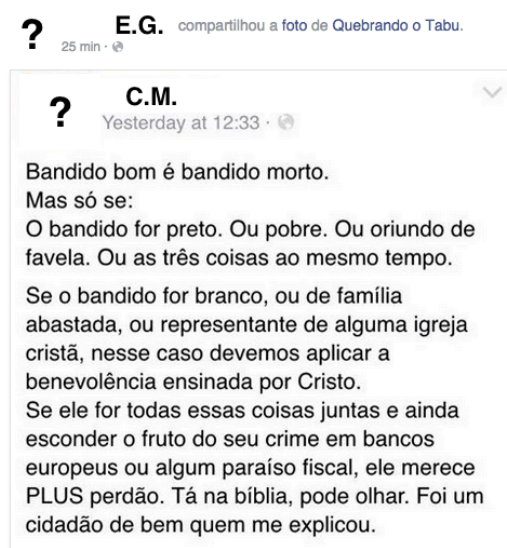 ?
E.G. compartilhou a foto de Quebrando o Tabu.
25 min ·
?
C.M.
Yesterday at 12:33 ·
Bandido bom é bandido morto.
Mas só se:
O bandido for preto. Ou pobre. Ou oriundo de
favela. Ou as três coisas ao mesmo tempo.
Se o bandido for branco, ou de família
abastada, ou representante de alguma igreja
cristã, nesse caso devemos aplicar a
benevolência ensinada por Cristo.
Se ele for todas essas coisas juntas e ainda
esconder o fruto do seu crime em bancos
europeus ou algum paraíso fiscal, ele merece
PLUS perdão. Tá na bíblia, pode olhar. Foi um
cidadão de bem quem me explicou.